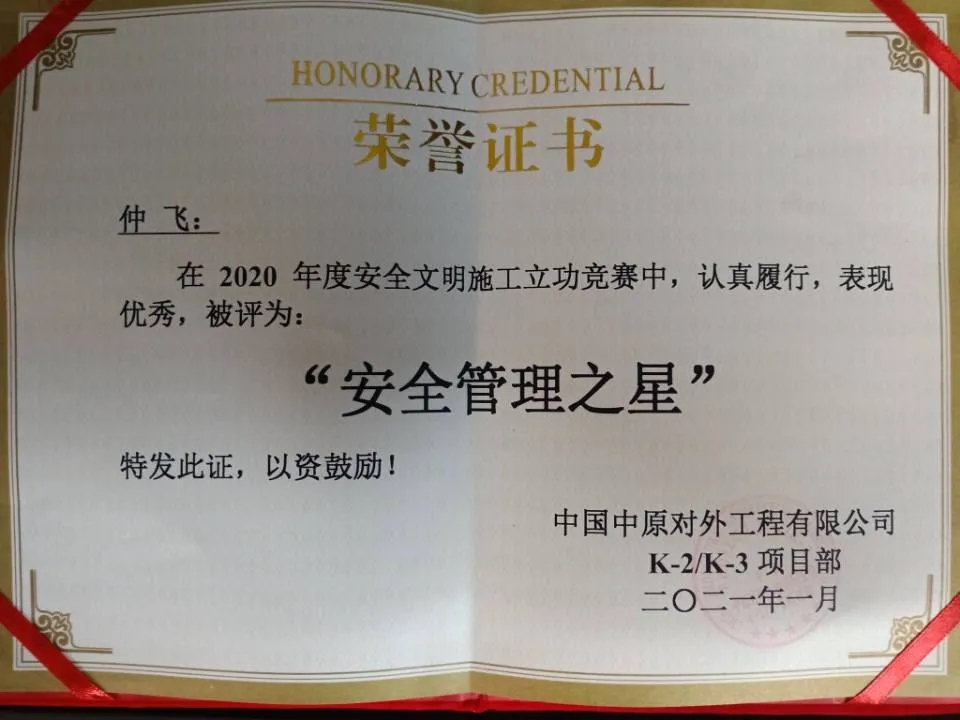 HONORARY CREDENTIAL
荣誉证书
仲 飞：
在 2020 年度安全文明施工立功竞赛中，认真履行，表现
优秀，被评为：
“安全管理之星”
特发此证，以资鼓励！
中国中原对外工程有限公司
K-2/K-3 项目部
二〇二一年一月